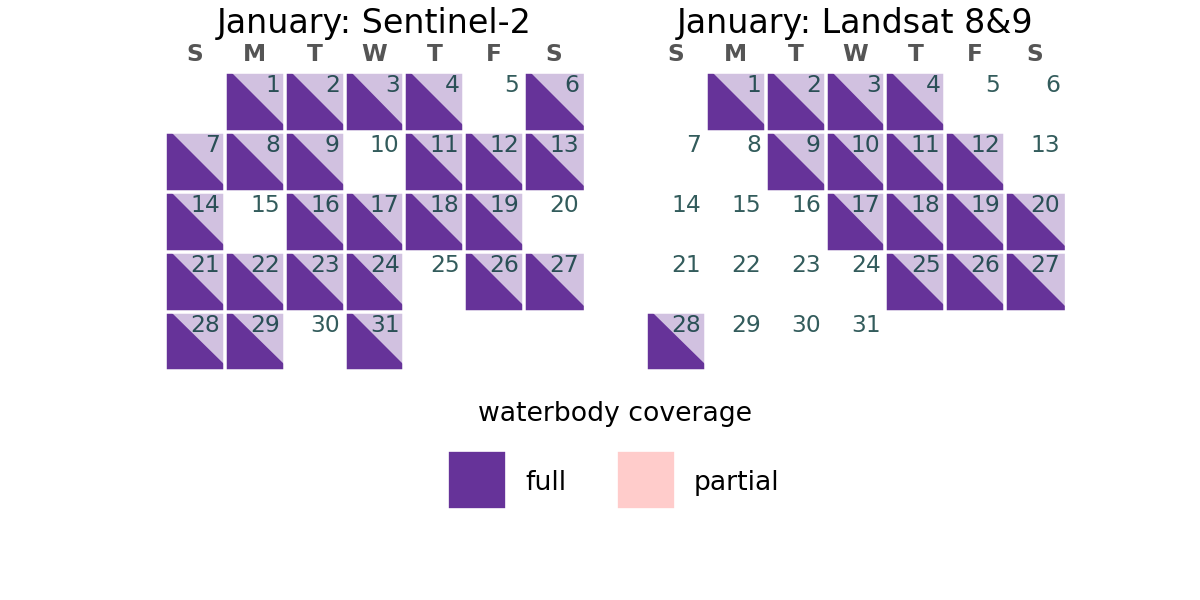 January: Sentinel-2
S M T W T F S
1 2 3 4 5 6
7 8 9 10 11 12 13
14 15 16 17 18 19 20
21 22 23 24 25 26 27
28 29 30 31
January: Landsat 8&9
S M T W T F S
1 2 3 4 5 6
7 8 9 10 11 12 13
14 15 16 17 18 19 20
21 22 23 24 25 26 27
28 29 30 31
waterbody coverage
full partial